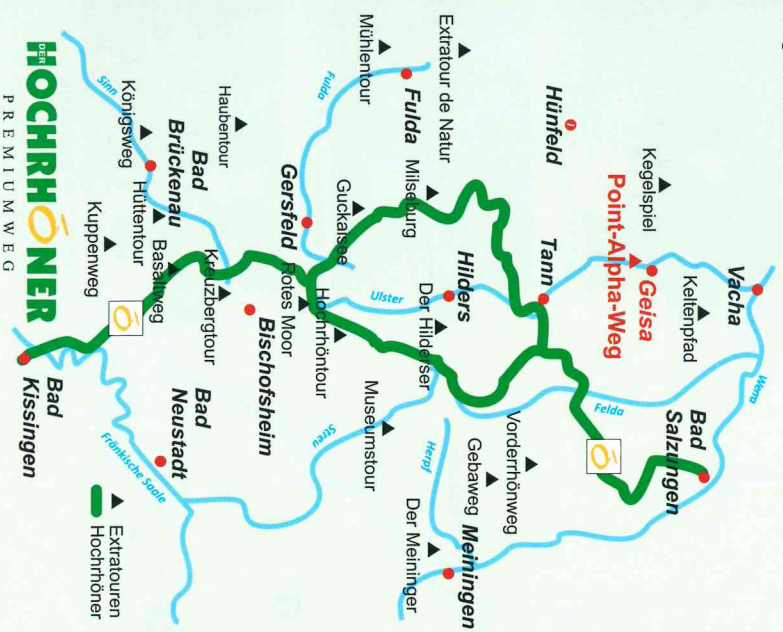 Vacha
Werra
Keltenpfad
Kegelspiel
Geisa
Point-Alpha-Weg
Bad
Salzungen
Felda
Hünfeld
Tann
Vorderrhönweg
Gebaweg
Extratour de Natur
Milseburg
Hilders
Der Hilderser
Herpf
Meiningen
Der Meininger
Fulda
Mühlentour
Fulda
Guckaisee
Ulster
Museumstour
Gersfeld
Rotes Moor
Hochrhöntour
Streu
Haubentour
Bischofsheim
Kreuzbergtour
Sinn
Königsweg
Bad
Brückenau
Hüttentour
Basaltweg
Kuppenweg
Bad
Neustadt
Fränkische Saale
Bad
Kissingen
Ö
Ö
DER
HOCHRHÖNER
PREMIUMWEG
Extratouren
Hochrhöner